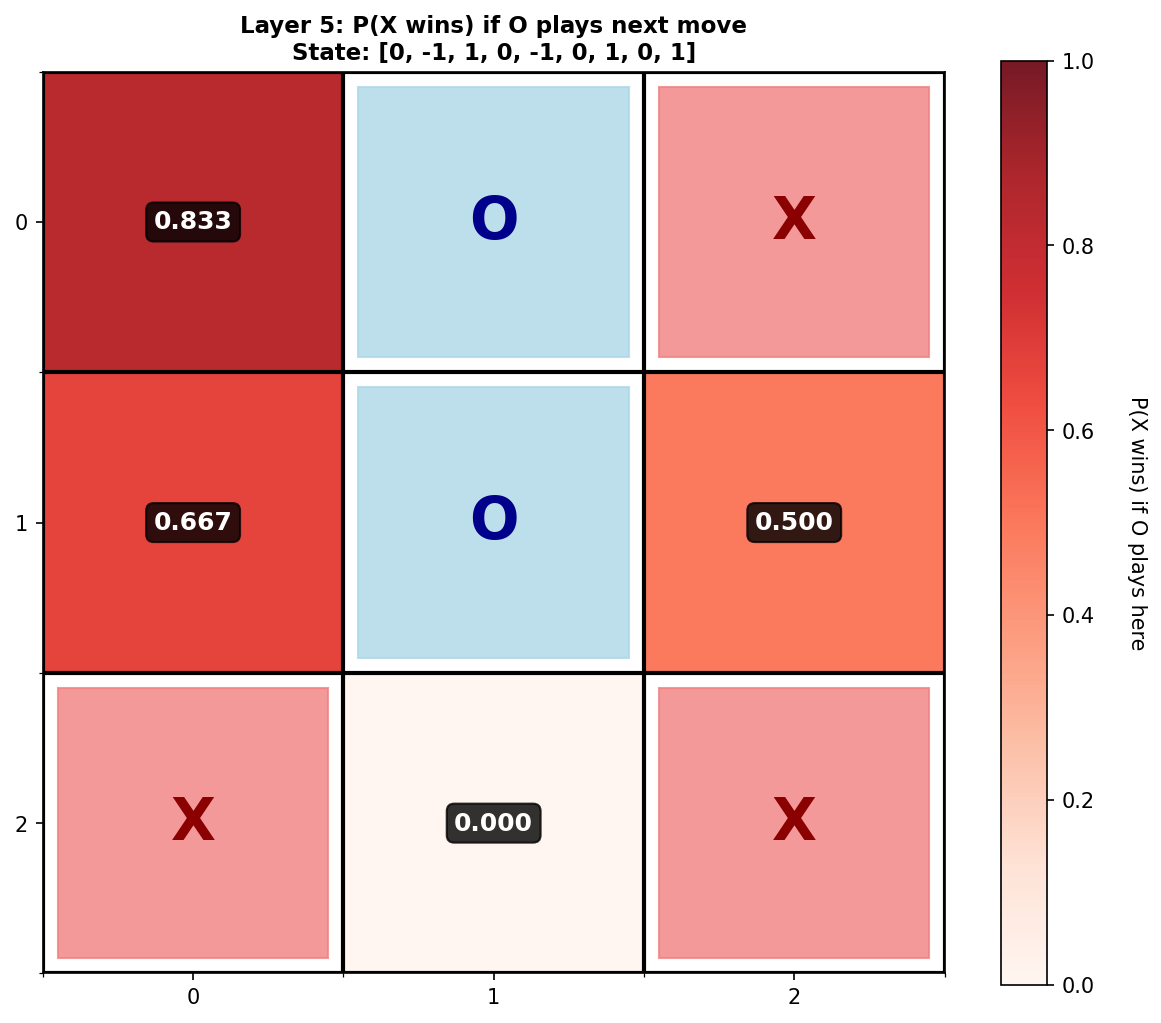 Layer 5: P(X wins) if O plays next move
State: [0, -1, 1, 0, -1, 0, 1, 0, 1]
0
0.833
O
X
1
0.667
O
0.500
2
X
0.000
X
0
1
2
1.0
0.8
0.6
0.4
0.2
0.0
P(X wins) if O plays here